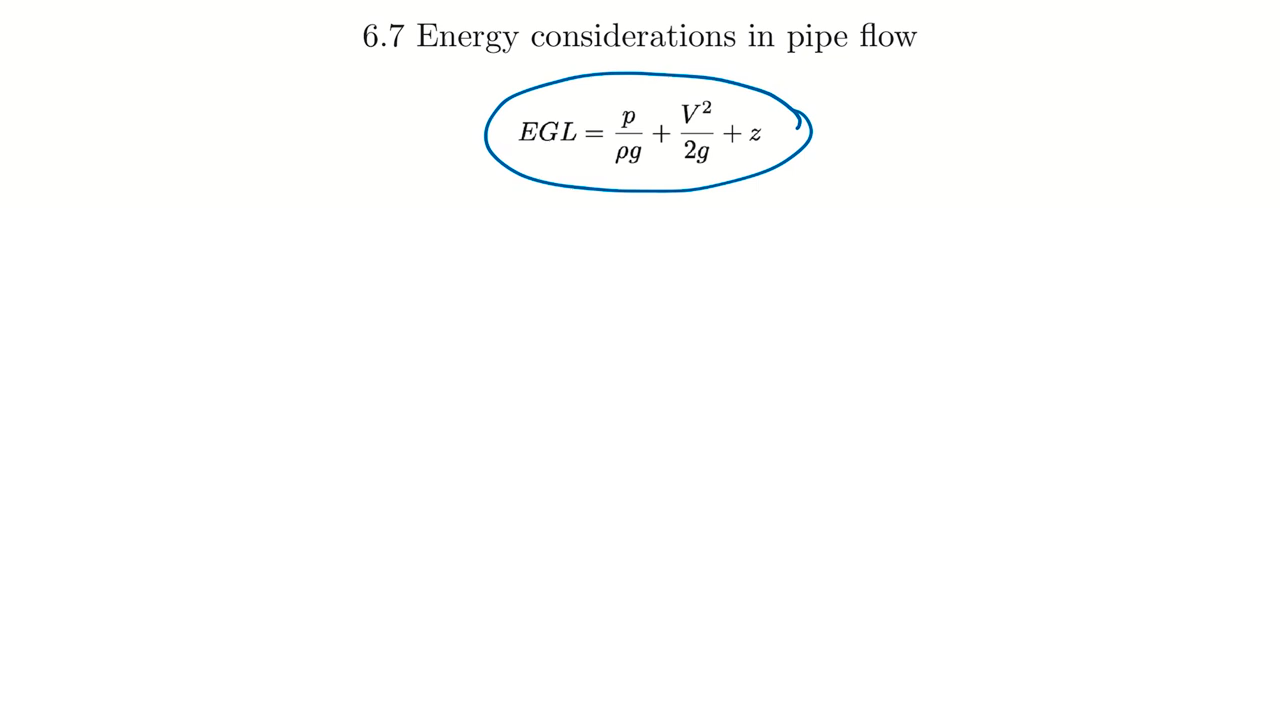 6.7 Energy considerations in pipe flow
EGL = p/ρg + V²/2g + z